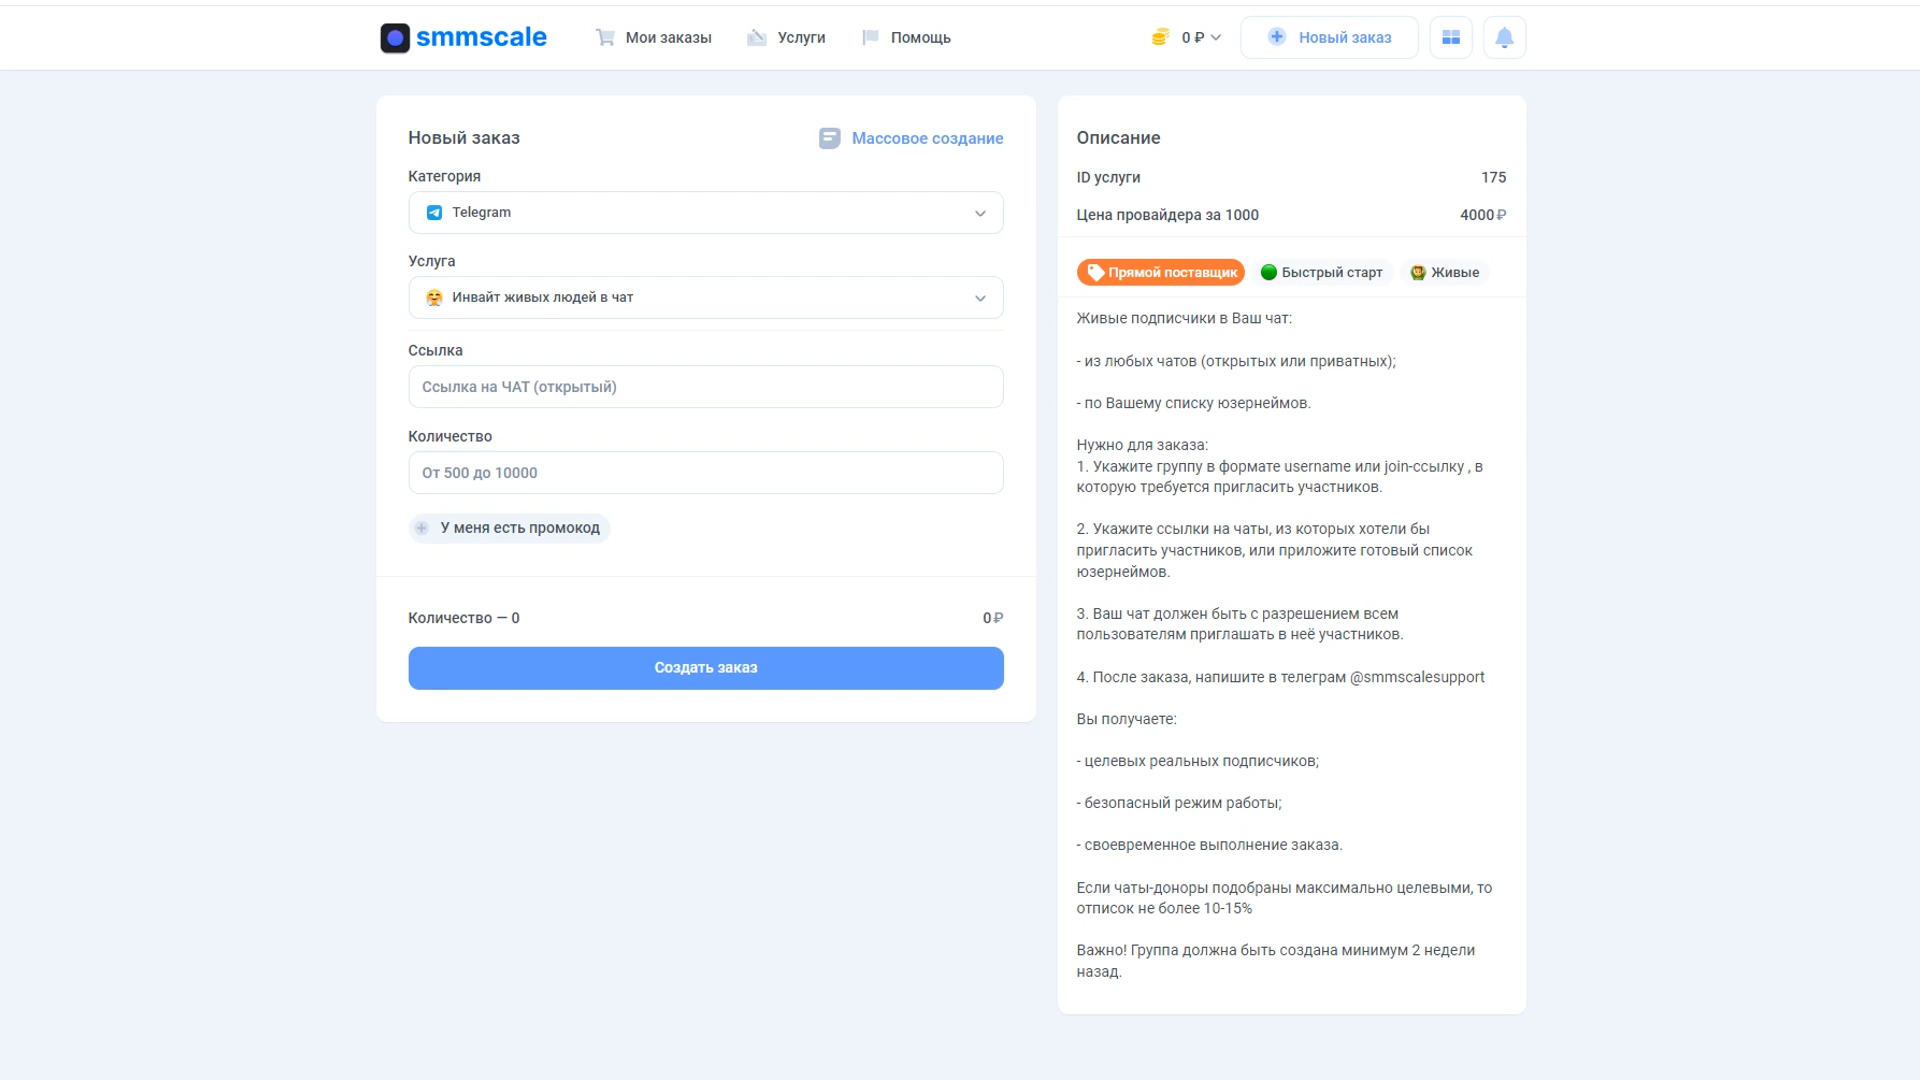 smmscale
Мои заказы
Услуги
Помощь
0 ₽
Новый заказ
Новый заказ
Массовое создание
Категория
Telegram
Услуга
Инвайт живых людей в чат
Ссылка
Ссылка на ЧАТ (открытый)
Количество
От 500 до 10000
У меня есть промокод
Количество — 0
0₽
Создать заказ
Описание
ID услуги
175
Цена провайдера за 1000
4000₽
Прямой поставщик
Быстрый старт
Живые
Живые подписчики в Ваш чат:
- из любых чатов (открытых или приватных);
- по Вашему списку юзернеймов.
Нужно для заказа:
1. Укажите группу в формате username или join-ссылку , в
которую требуется пригласить участников.
2. Укажите ссылки на чаты, из которых хотели бы
пригласить участников, или приложите готовый список
юзернеймов.
3. Ваш чат должен быть с разрешением всем
пользователям приглашать в неё участников.
4. После заказа, напишите в телеграм @smmscalesupport
Вы получаете:
- целевых реальных подписчиков;
- безопасный режим работы;
- своевременное выполнение заказа.
Если чаты-доноры подобраны максимально целевыми, то
отписок не более 10-15%
Важно! Группа должна быть создана минимум 2 недели
назад.